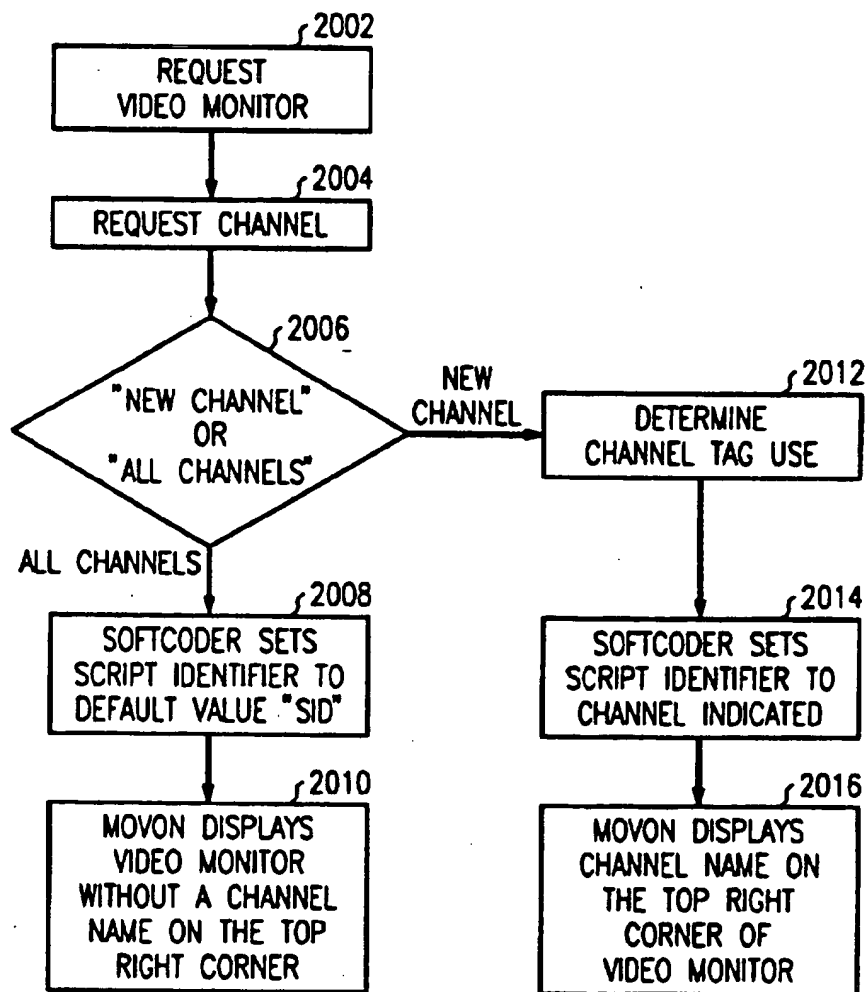 2002
REQUEST
VIDEO MONITOR
2004
REQUEST CHANNEL
2006
"NEW CHANNEL"
OR
"ALL CHANNELS"
NEW
CHANNEL
2012
DETERMINE
CHANNEL TAG USE
ALL CHANNELS
2008
SOFTCODER SETS
SCRIPT IDENTIFIER TO
DEFAULT VALUE "SID"
2014
SOFTCODER SETS
SCRIPT IDENTIFIER TO
CHANNEL INDICATED
2010
MOVON DISPLAYS
VIDEO MONITOR
WITHOUT A CHANNEL
NAME ON THE TOP
RIGHT CORNER
2016
MOVON DISPLAYS
CHANNEL NAME ON
THE TOP RIGHT
CORNER OF
VIDEO MONITOR